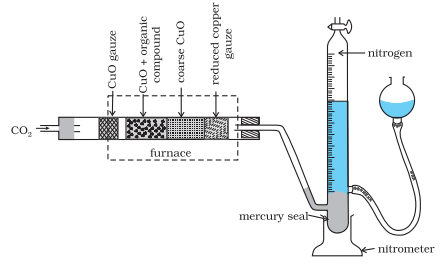 CuO gauze
CuO + organic
compound
coarse CuO
reduced copper
gauze
nitrogen
CO₂
furnace
mercury seal
nitrometer